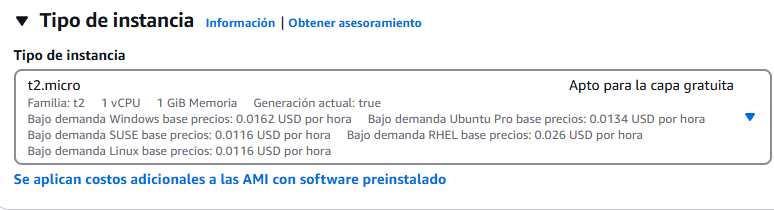 Tipo de instancia Información | Obtener asesoramiento
Tipo de instancia
t2.micro Apto para la capa gratuita
Familia: t2 1 vCPU 1 GiB Memoria Generación actual: true
Bajo demanda Windows base precios: 0.0162 USD por hora Bajo demanda Ubuntu Pro base precios: 0.0134 USD por hora
Bajo demanda SUSE base precios: 0.0116 USD por hora Bajo demanda RHEL base precios: 0.026 USD por hora
Bajo demanda Linux base precios: 0.0116 USD por hora
Se aplican costos adicionales a las AMI con software preinstalado